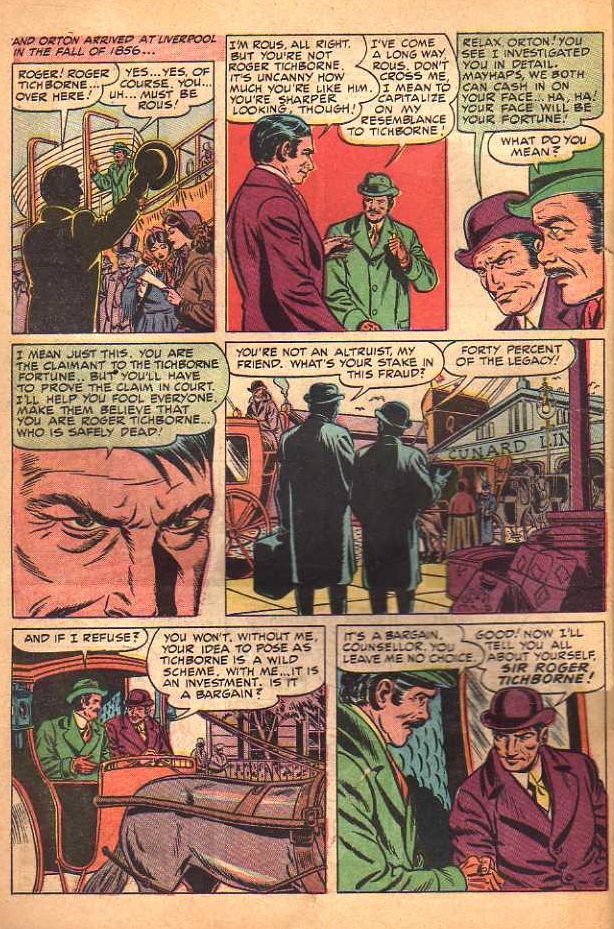 AND ORTON ARRIVED AT LIVERPOOL
IN THE FALL OF 1856...
ROGER! ROGER
TICHBORNE...
OVER HERE!
YES...YES, OF
COURSE. YOU...
UH... MUST BE
ROUS!
I'M ROUS, ALL RIGHT.
BUT YOU'RE NOT
ROGER TICHBORNE.
IT'S UNCANNY HOW
MUCH YOU'RE LIKE HIM.
YOU'RE SHARPER
LOOKING, THOUGH!
I'VE COME
A LONG WAY,
ROUS. DON'T
CROSS ME,
I MEAN TO
CAPITALIZE
ON MY
RESEMBLANCE
TO TICHBORNE!
RELAX, ORTON! YOU
SEE I INVESTIGATED
YOU IN DETAIL.
MAYHAPS, WE BOTH
CAN CASH IN ON
YOUR FACE... HA, HA!
YOUR FACE WILL BE
YOUR FORTUNE!
WHAT DO YOU
MEAN?
I MEAN JUST THIS. YOU ARE
THE CLAIMANT TO THE TICHBORNE
FORTUNE.. BUT YOU'LL HAVE
TO PROVE THE CLAIM IN COURT.
I'LL HELP YOU FOOL EVERYONE,
MAKE THEM BELIEVE THAT
YOU ARE ROGER TICHBORNE...
WHO IS SAFELY DEAD!
YOU'RE NOT AN ALTRUIST, MY
FRIEND. WHAT'S YOUR STAKE IN
THIS FRAUD?
FORTY PERCENT
OF THE LEGACY!
CUNARD LIN
AND IF I REFUSE?
YOU WON'T. WITHOUT ME,
YOUR IDEA TO POSE AS
TICHBORNE IS A WILD
SCHEME. WITH ME...IT IS
AN INVESTMENT. IS IT
A BARGAIN?
IT'S A BARGAIN,
COUNSELLOR, YOU
LEAVE ME NO CHOICE.
GOOD! NOW I'LL
TELL YOU ALL
ABOUT YOURSELF,
SIR ROGER
TICHBORNE!